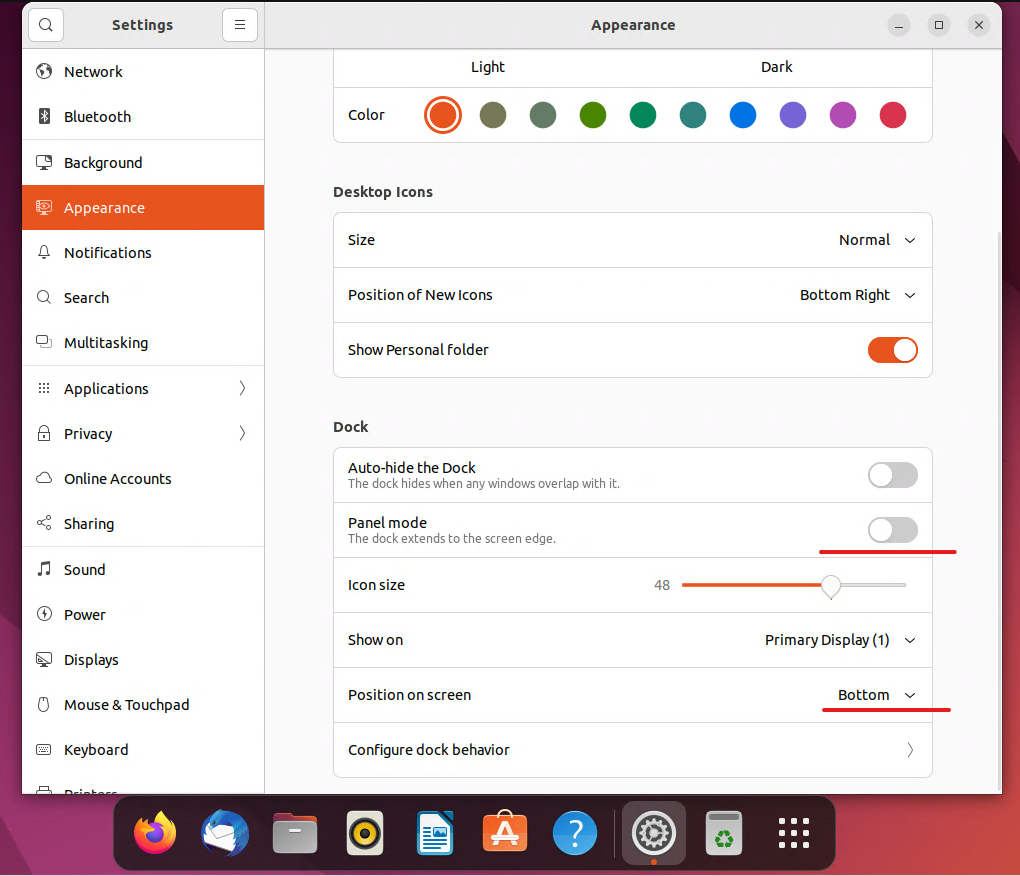 Settings
Appearance
Network
Bluetooth
Background
Appearance
Notifications
Search
Multitasking
Applications
Privacy
Online Accounts
Sharing
Sound
Power
Displays
Mouse & Touchpad
Keyboard
Printers
Light Dark
Color
Desktop Icons
Size Normal
Position of New Icons Bottom Right
Show Personal folder
Dock
Auto-hide the Dock
The dock hides when any windows overlap with it.
Panel mode
The dock extends to the screen edge.
Icon size 48
Show on Primary Display (1)
Position on screen Bottom
Configure dock behavior